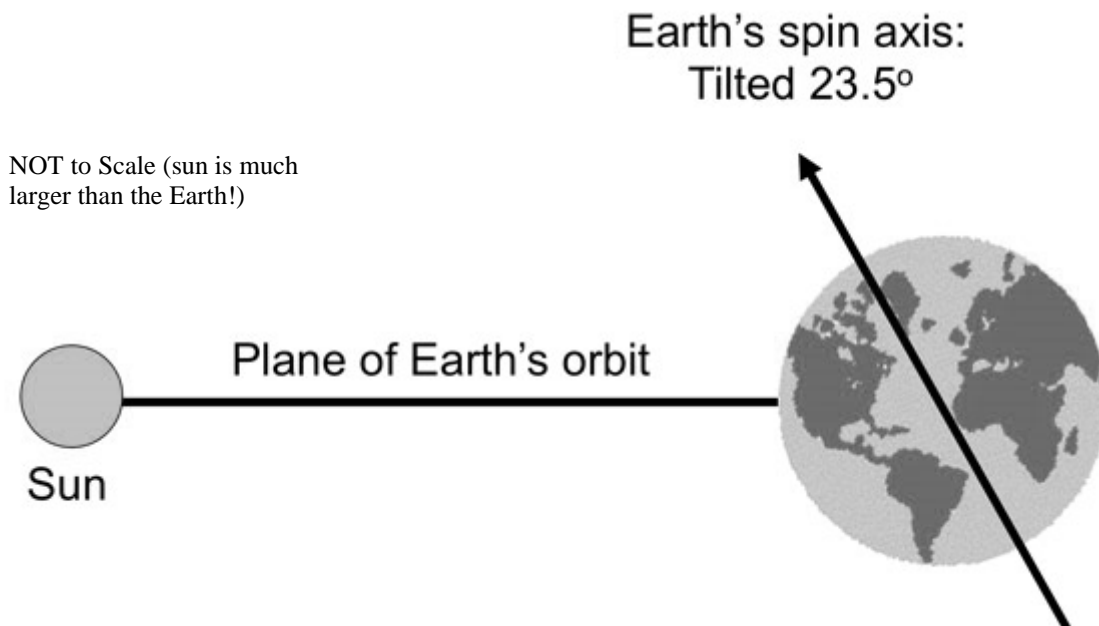 Earth's spin axis:
Tilted 23.5º
NOT to Scale (sun is much
larger than the Earth!)
Plane of Earth's orbit
Sun